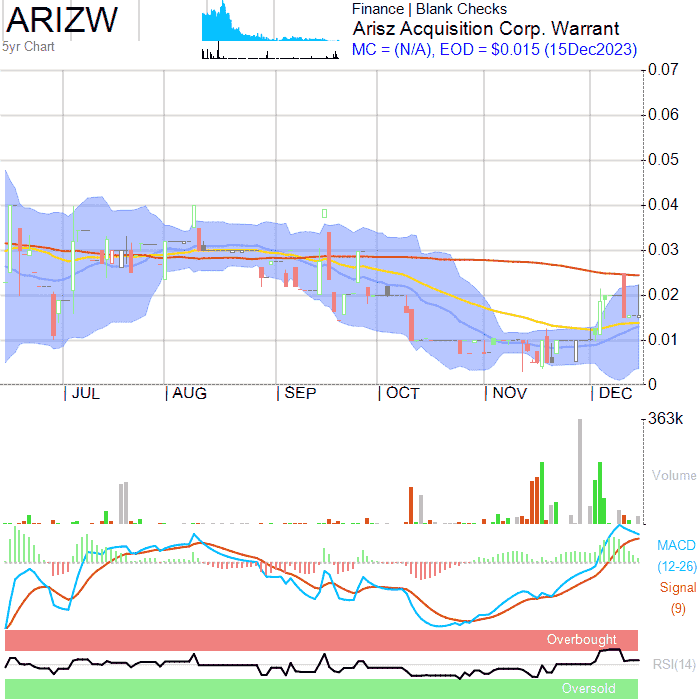 ARIZW
5yr Chart
Finance | Blank Checks
Arisz Acquisition Corp. Warrant
MC = (N/A), EOD = $0.015 (15Dec2023)
0.07
0.06
0.05
0.04
0.03
0.02
0.01
0
JUL AUG SEP OCT NOV DEC
363k
Volume
MACD
(12-26)
Signal
(9)
Overbought
RSI(14)
Oversold